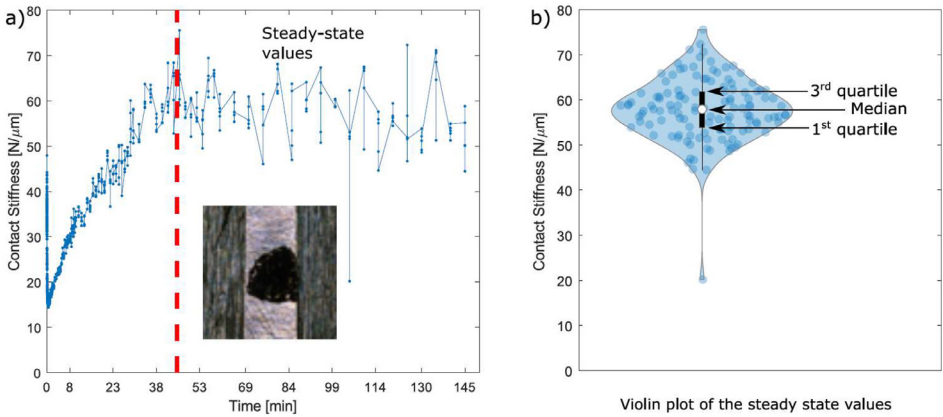 a)
Steady-state
values
Contact Stiffness [N/µm]
80
70
60
50
40
30
20
10
0
0 8 23 38 53 69 84 99 114 130 145
Time [min]
b)
Contact Stiffness [N/µm]
80
70
60
50
40
30
20
10
0
3rd quartile
Median
1st quartile
Violin plot of the steady state values